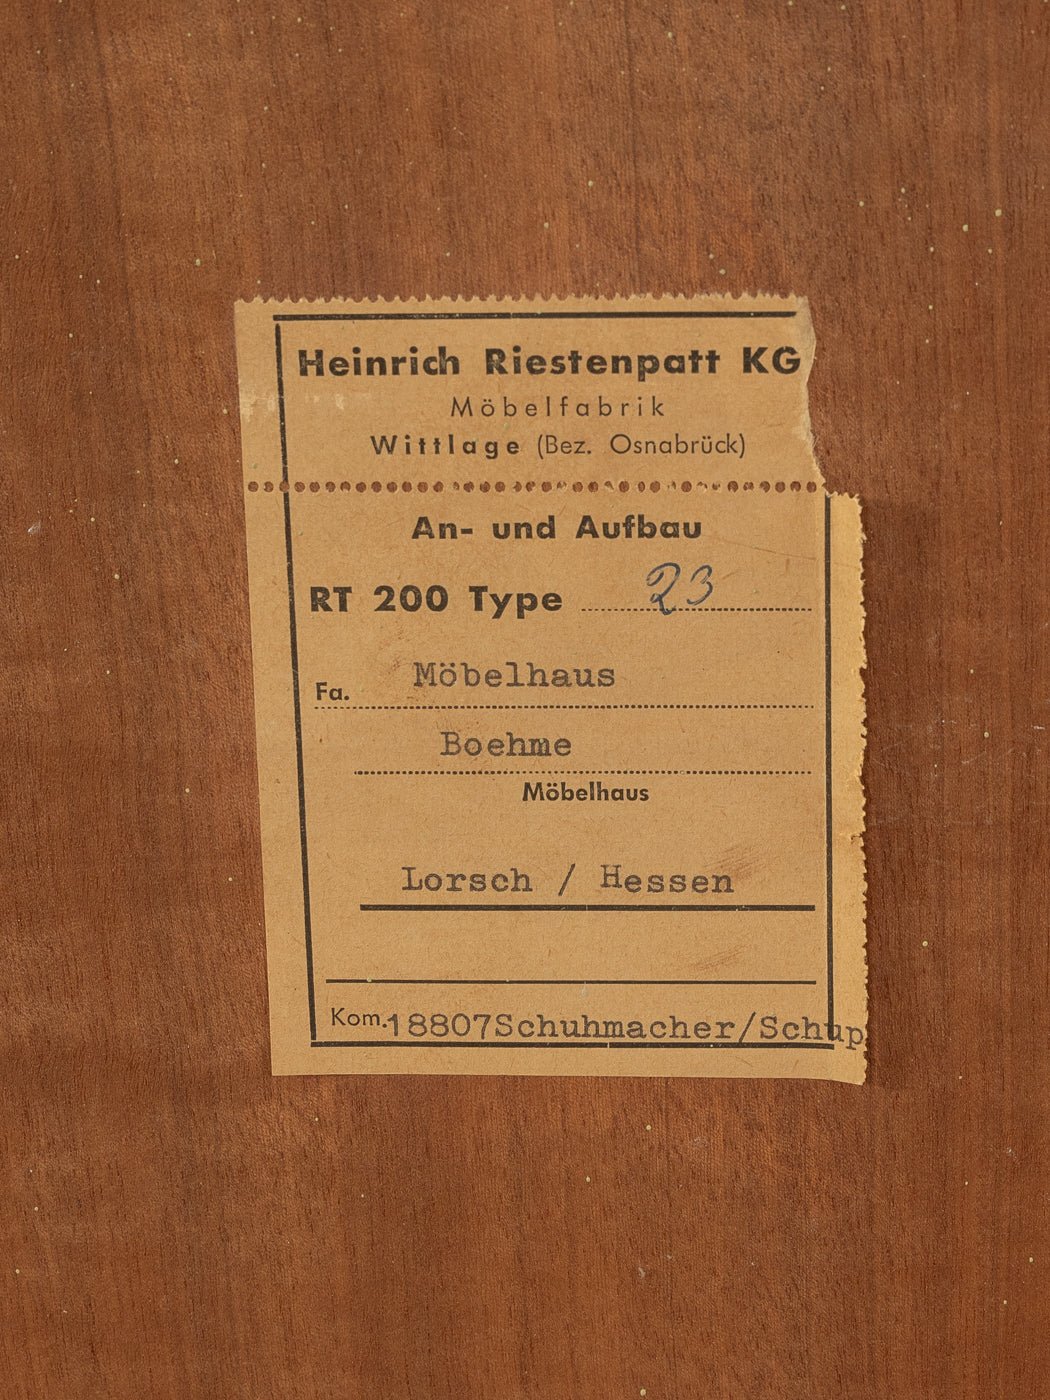 Heinrich Riestenpatt KG
Möbelfabrik
Wittlage (Bez. Osnabrück)
An- und Aufbau
RT 200 Type 23
Fa. Möbelhaus
Boehme
Möbelhaus
Lorsch / Hessen
Kom. 18807Schuhmacher/Schup